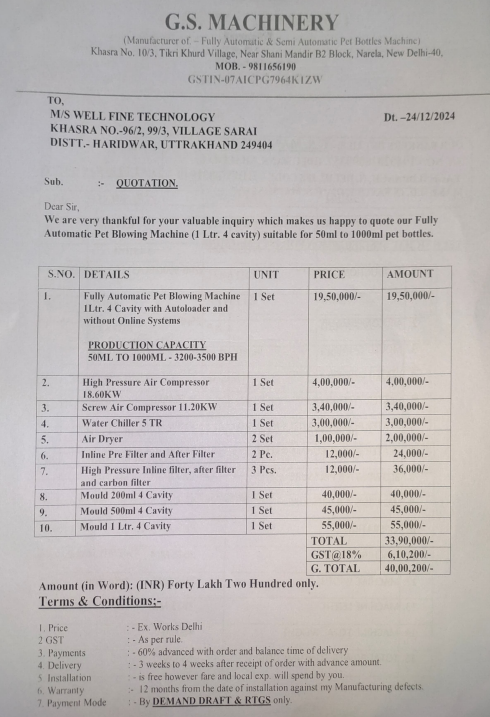 G.S. MACHINERY
(Manufacturer of - Fully Automatic & Semi Automatic Pet Bottles Machine)
Khasra No. 10/3, Tikri Khurd Village, Near Shani Mandir B2 Block, Narela, New Delhi-40,
MOB. - 9811656190
GSTIN-07AICPG7964K1ZW
TO,
M/S WELL FINE TECHNOLOGY Dt. –24/12/2024
KHASRA NO.-96/2, 99/3, VILLAGE SARAI
DISTT.- HARIDWAR, UTTRAKHAND 249404
Sub. :- QUOTATION.
Dear Sir,
We are very thankful for your valuable inquiry which makes us happy to quote our Fully
Automatic Pet Blowing Machine (1 Ltr. 4 cavity) suitable for 50ml to 1000ml pet bottles.
S.NO. DETAILS UNIT PRICE AMOUNT
1. Fully Automatic Pet Blowing Machine 1 Set 19,50,000/- 19,50,000/-
1Ltr. 4 Cavity with Autoloader and
without Online Systems
PRODUCTION CAPACITY
50ML TO 1000ML - 3200-3500 BPH
2. High Pressure Air Compressor 1 Set 4,00,000/- 4,00,000/-
18.60KW
3. Screw Air Compressor 11.20KW 1 Set 3,40,000/- 3,40,000/-
4. Water Chiller 5 TR 1 Set 3,00,000/- 3,00,000/-
5. Air Dryer 2 Set 1,00,000/- 2,00,000/-
6. Inline Pre Filter and After Filter 2 Pc. 12,000/- 24,000/-
7. High Pressure Inline filter, after filter 3 Pcs. 12,000/- 36,000/-
and carbon filter
8. Mould 200ml 4 Cavity 1 Set 40,000/- 40,000/-
9. Mould 500ml 4 Cavity 1 Set 45,000/- 45,000/-
10. Mould 1 Ltr. 4 Cavity 1 Set 55,000/- 55,000/-
TOTAL 33,90,000/-
GST@18% 6,10,200/-
G. TOTAL 40,00,200/-
Amount (in Word): (INR) Forty Lakh Two Hundred only.
Terms & Conditions:-
1. Price : - Ex. Works Delhi
2 GST : - As per rule.
3. Payments : - 60% advanced with order and balance time of delivery
4 Delivery : - 3 weeks to 4 weeks after receipt of order with advance amount.
5. Installation : - is free however fare and local exp. will spend by you.
6. Warranty :- 12 months from the date of installation against my Manufacturing defects.
7. Payment Mode : - By DEMAND DRAFT & RTGS only.